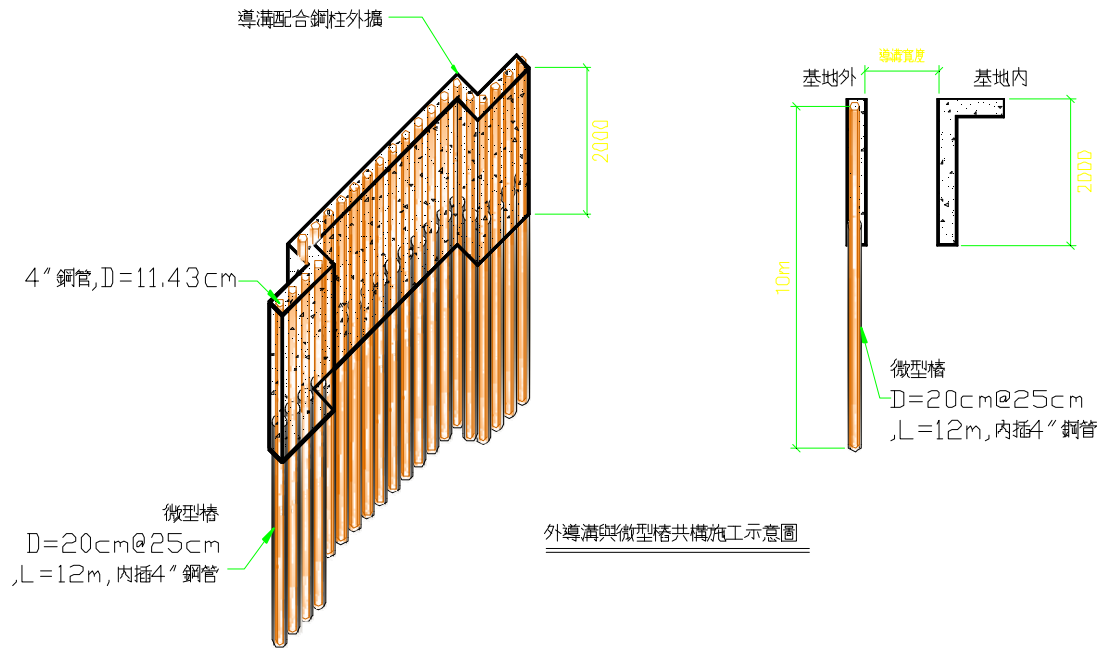 導溝配合鋼柱外擴
2000
4"鋼管,D=11.43cm
微型樁
D=20cm@25cm
,L=12m,內插4"鋼管
基地外
導溝寬度
基地內
2000
10m
微型樁
D=20cm@25cm
,L=12m,內插4"鋼管
外導溝與微型樁共構施工示意圖